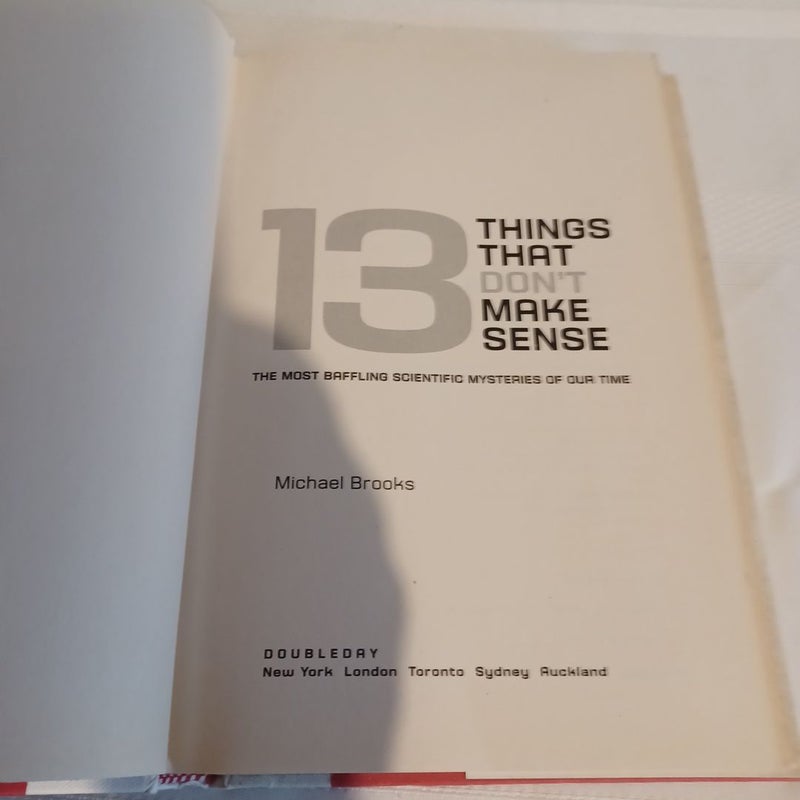 13 THINGS
THAT
DON'T
MAKE
SENSE
THE MOST BAFFLING SCIENTIFIC MYSTERIES OF OUR TIME
Michael Brooks
DOUBLEDAY
New York London Toronto Sydney Auckland